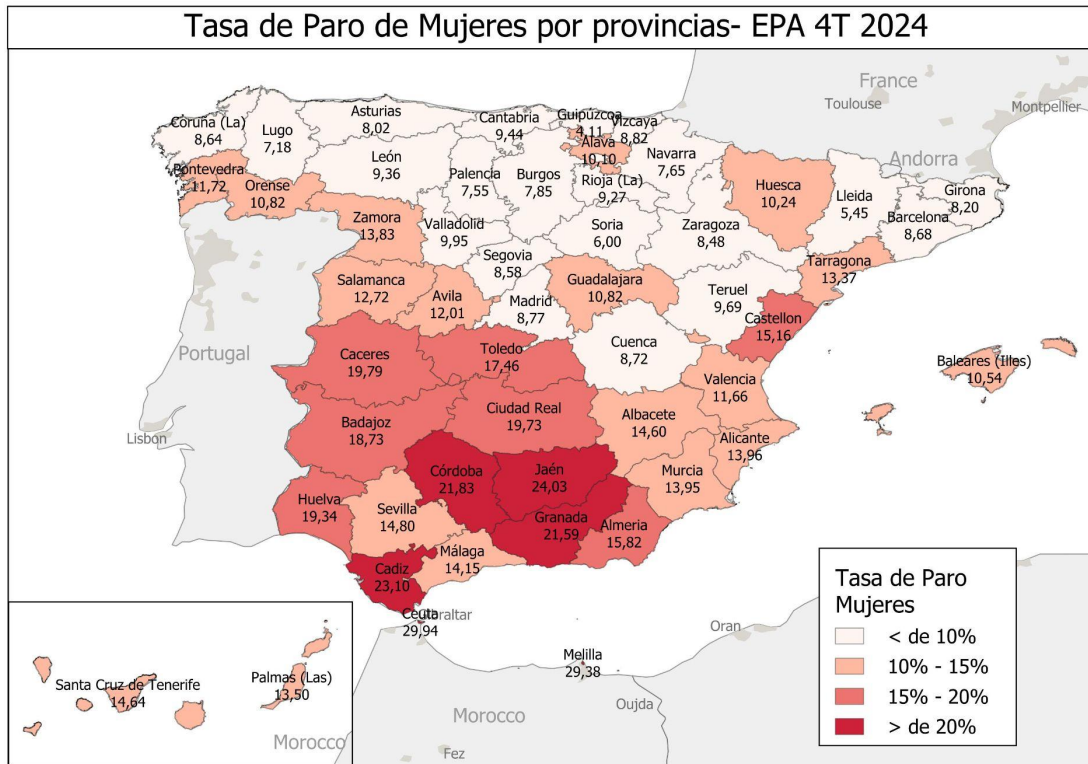 Tasa de Paro de Mujeres por provincias- EPA 4T 2024
France
Toulouse
Montpellier
Andorra
Coruña (La)
8,64
Lugo
7,18
Asturias
8,02
Cantabria
9,44
Guipúzcoa
4,11
Vizcaya
8,82
Alava
10,10
Navarra
7,65
Pontevedra
11,72
Orense
10,82
León
9,36
Palencia
7,55
Burgos
7,85
Rioja (La)
9,27
Huesca
10,24
Lleida
5,45
Girona
8,20
Barcelona
8,68
Zamora
13,83
Valladolid
9,95
Soria
6,00
Zaragoza
8,48
Tarragona
13,37
Segovia
8,58
Salamanca
12,72
Avila
12,01
Madrid
8,77
Guadalajara
10,82
Teruel
9,69
Castellon
15,16
Portugal
Caceres
19,79
Toledo
17,46
Cuenca
8,72
Valencia
11,66
Baleares (Illes)
10,54
Lisbon
Badajoz
18,73
Ciudad Real
19,73
Albacete
14,60
Alicante
13,96
Córdoba
21,83
Jaén
24,03
Murcia
13,95
Huelva
19,34
Sevilla
14,80
Granada
21,59
Almeria
15,82
Málaga
14,15
Cadiz
23,10
Gibraltar
Ceuta
29,94
Melilla
29,38
Oran
Oujda
Morocco
Fez
Santa Cruz de Tenerife
14,64
Palmas (Las)
13,50
Morocco
Tasa de Paro
Mujeres
< de 10%
10% - 15%
15% - 20%
> de 20%